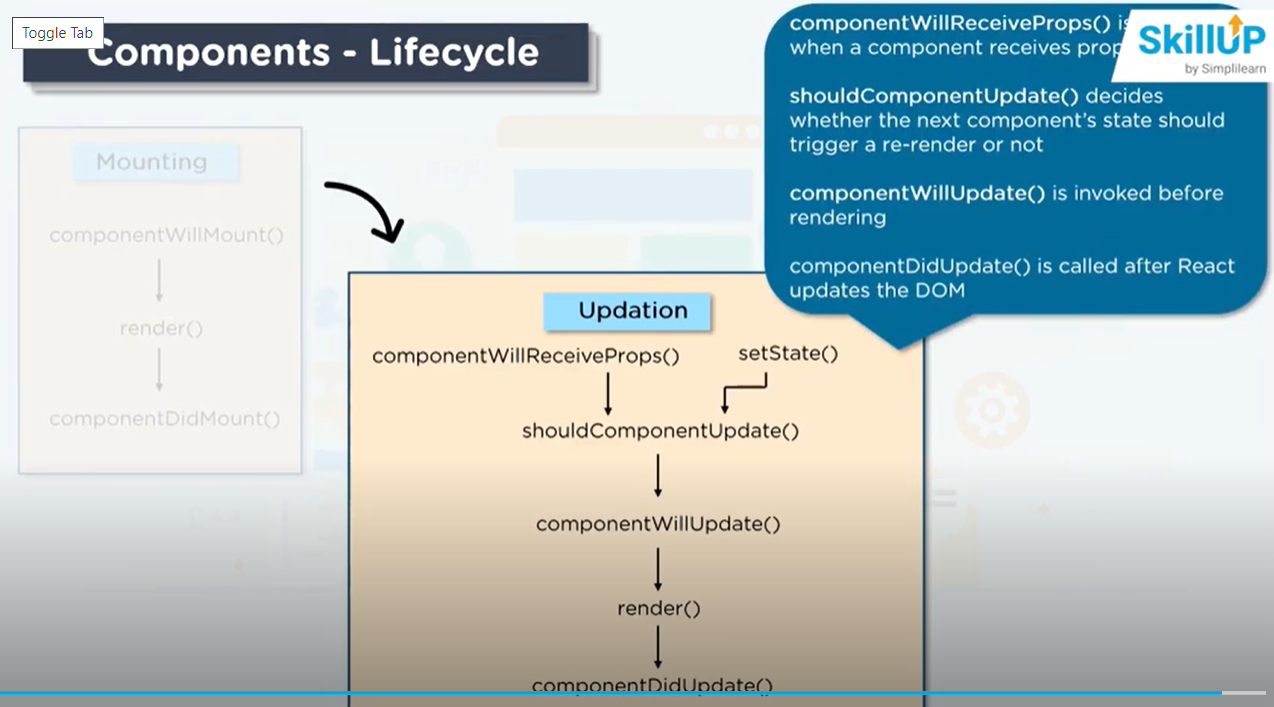 Toggle Tab
Components - Lifecycle
componentWillReceiveProps() is
when a component receives prop
SkillUP
by Simplilearn
shouldComponentUpdate() decides
whether the next component's state should
trigger a re-render or not
componentWillUpdate() is invoked before
rendering
componentDidUpdate() is called after React
updates the DOM
Mounting
componentWillMount()
render()
componentDidMount()
Updation
componentWillReceiveProps()
setState()
shouldComponentUpdate()
componentWillUpdate()
render()
componentDidUpdate()